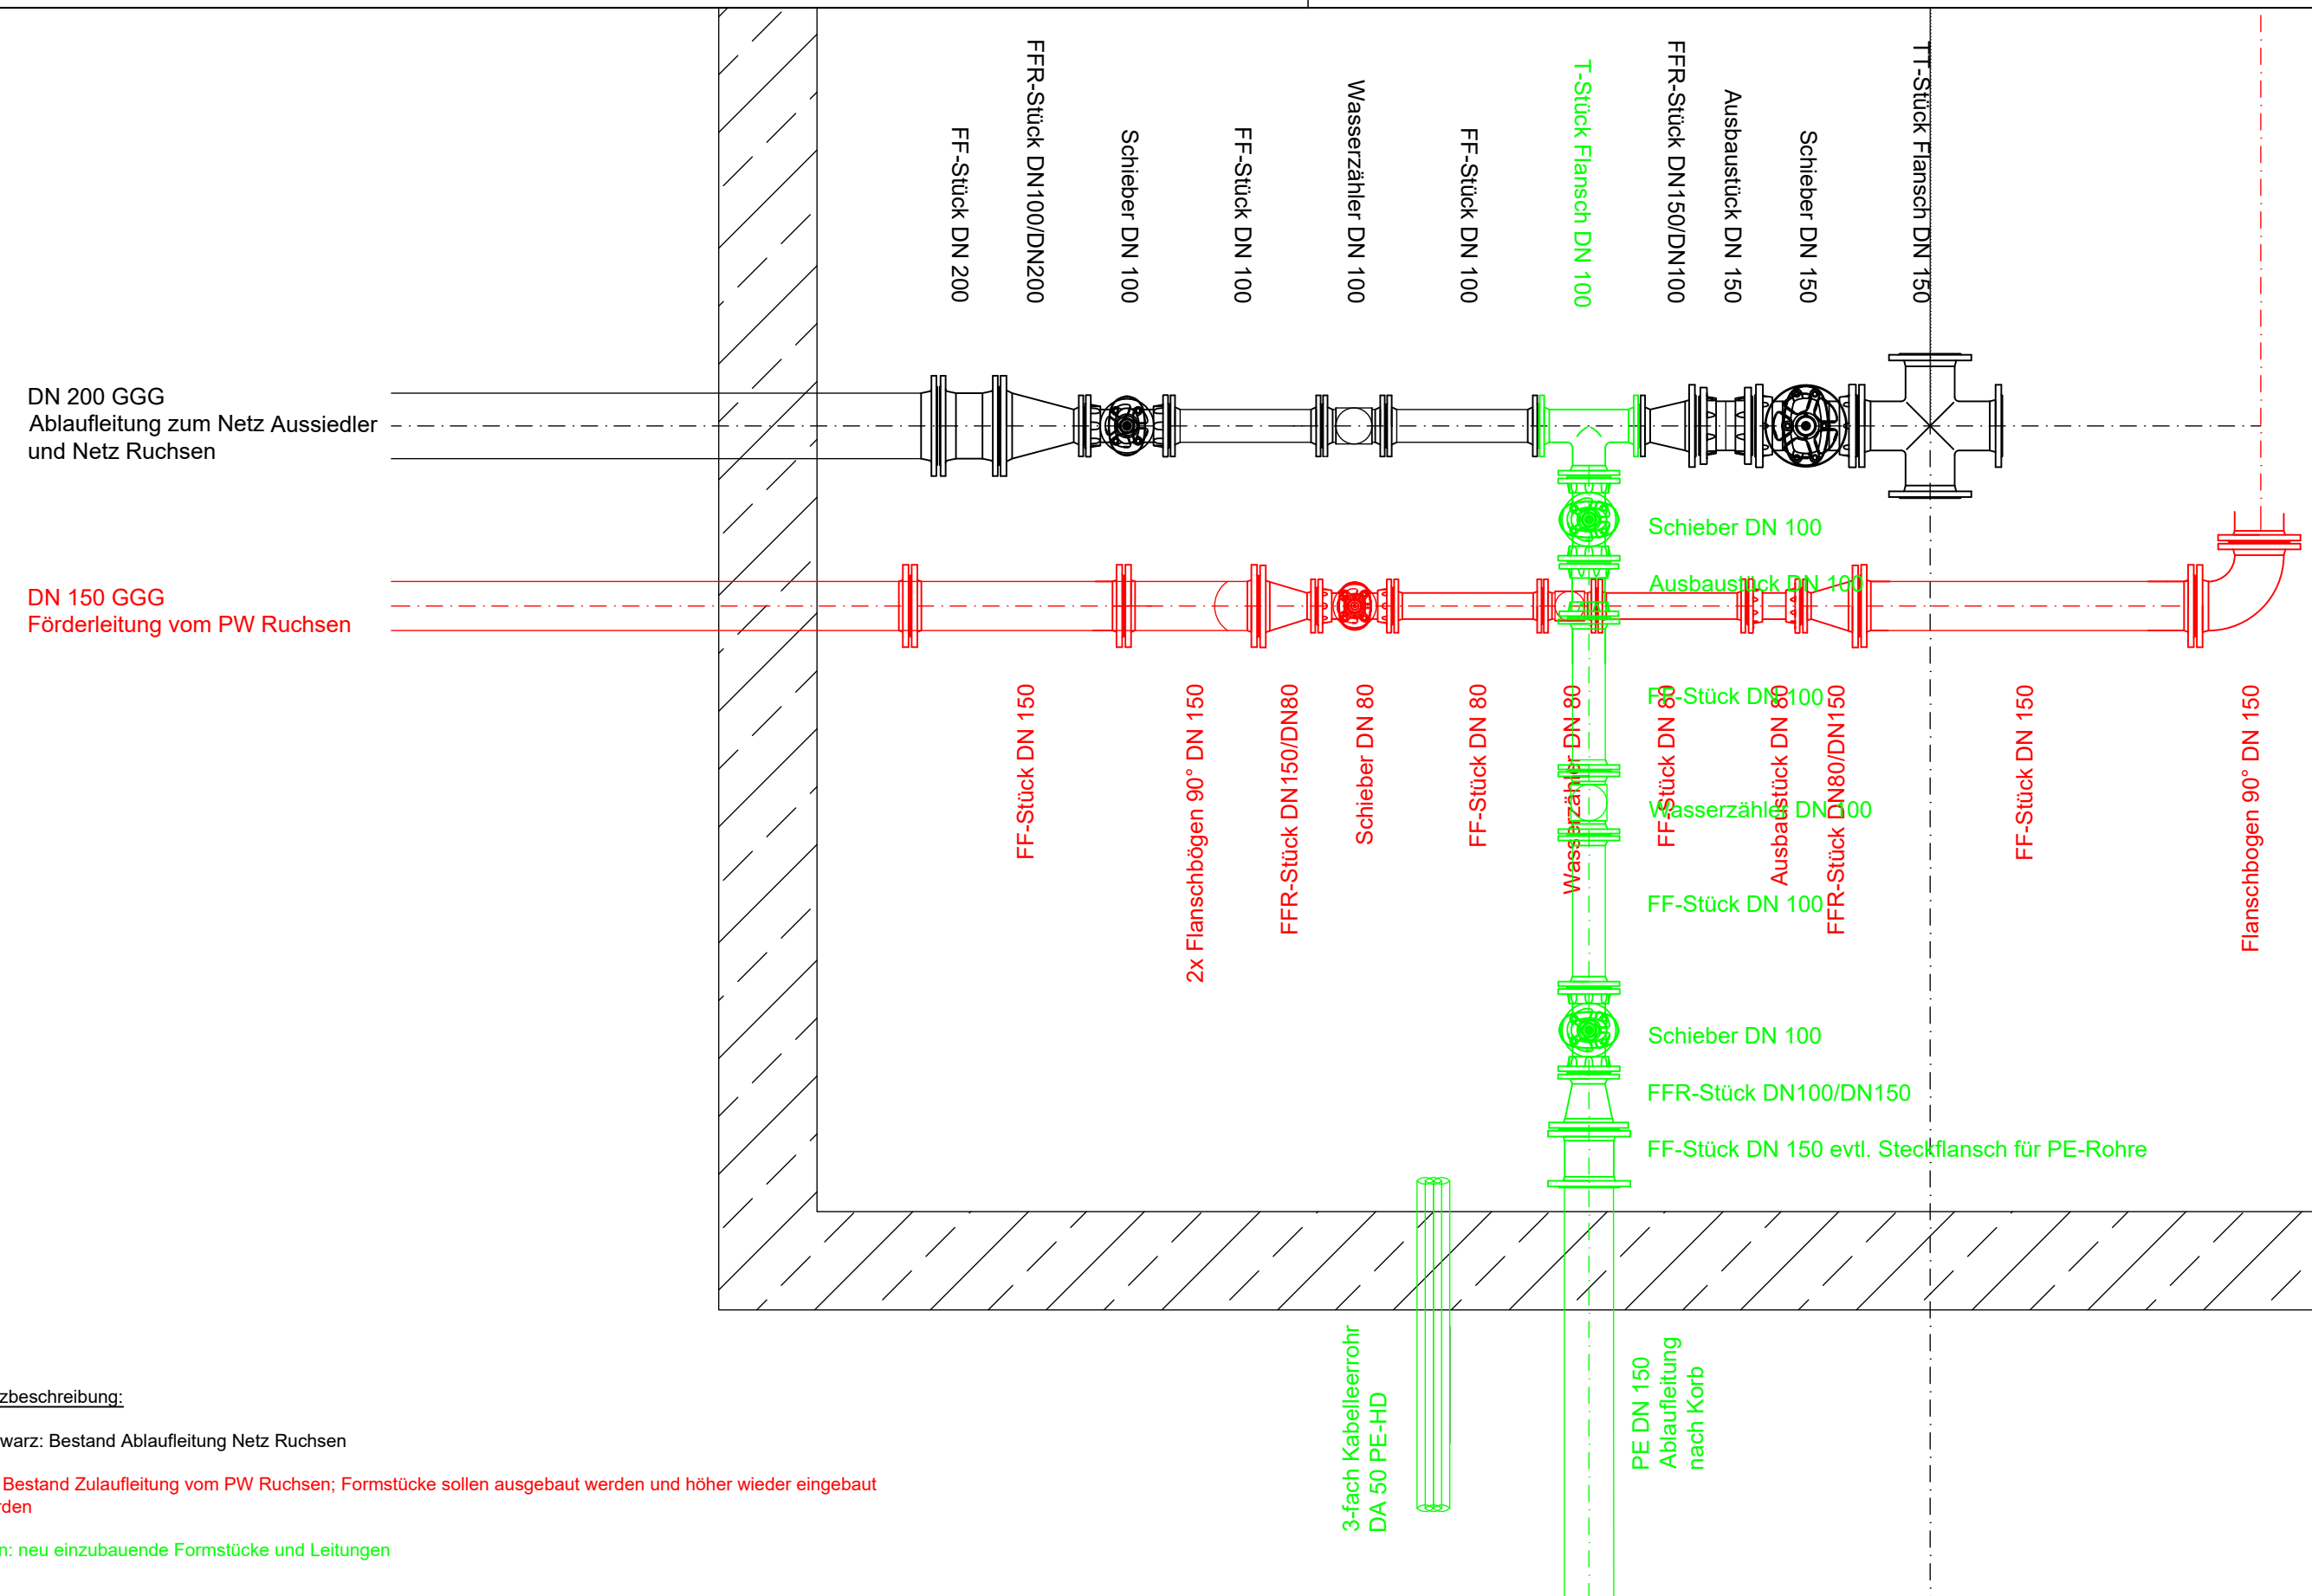 FF-Stück DN 200
FFR-Stück DN100/DN200
Schieber DN 100
FF-Stück DN 100
Wasserzähler DN 100
FF-Stück DN 100
T-Stück Flansch DN 100
FFR-Stück DN150/DN100
Ausbaustück DN 150
Schieber DN 150
TT-Stück Flansch DN 150
DN 200 GGG
Ablaufleitung zum Netz Aussiedler
und Netz Ruchsen
Schieber DN 100
Ausbaustück DN 100
DN 150 GGG
Förderleitung vom PW Ruchsen
FF-Stück DN 150
2x Flanschbögen 90° DN 150
FFR-Stück DN150/DN80
Schieber DN 80
FF-Stück DN 80
Wasserzähler DN 80
FF-Stück DN 80
Ausbaustück DN 80
FFR-Stück DN80/DN150
FF-Stück DN 150
Flanschbogen 90° DN 150
FF-Stück DN 100
Wasserzähler DN 100
FF-Stück DN 100
Schieber DN 100
FFR-Stück DN100/DN150
FF-Stück DN 150 evtl. Steckflansch für PE-Rohre
3-fach Kabelleerrohr
DA 50 PE-HD
PE DN 150
Ablaufleitung
nach Korb
zbeschreibung:
warz: Bestand Ablaufleitung Netz Ruchsen
Bestand Zulaufleitung vom PW Ruchsen; Formstücke sollen ausgebaut werden und höher wieder eingebaut
rden
n: neu einzubauende Formstücke und Leitungen